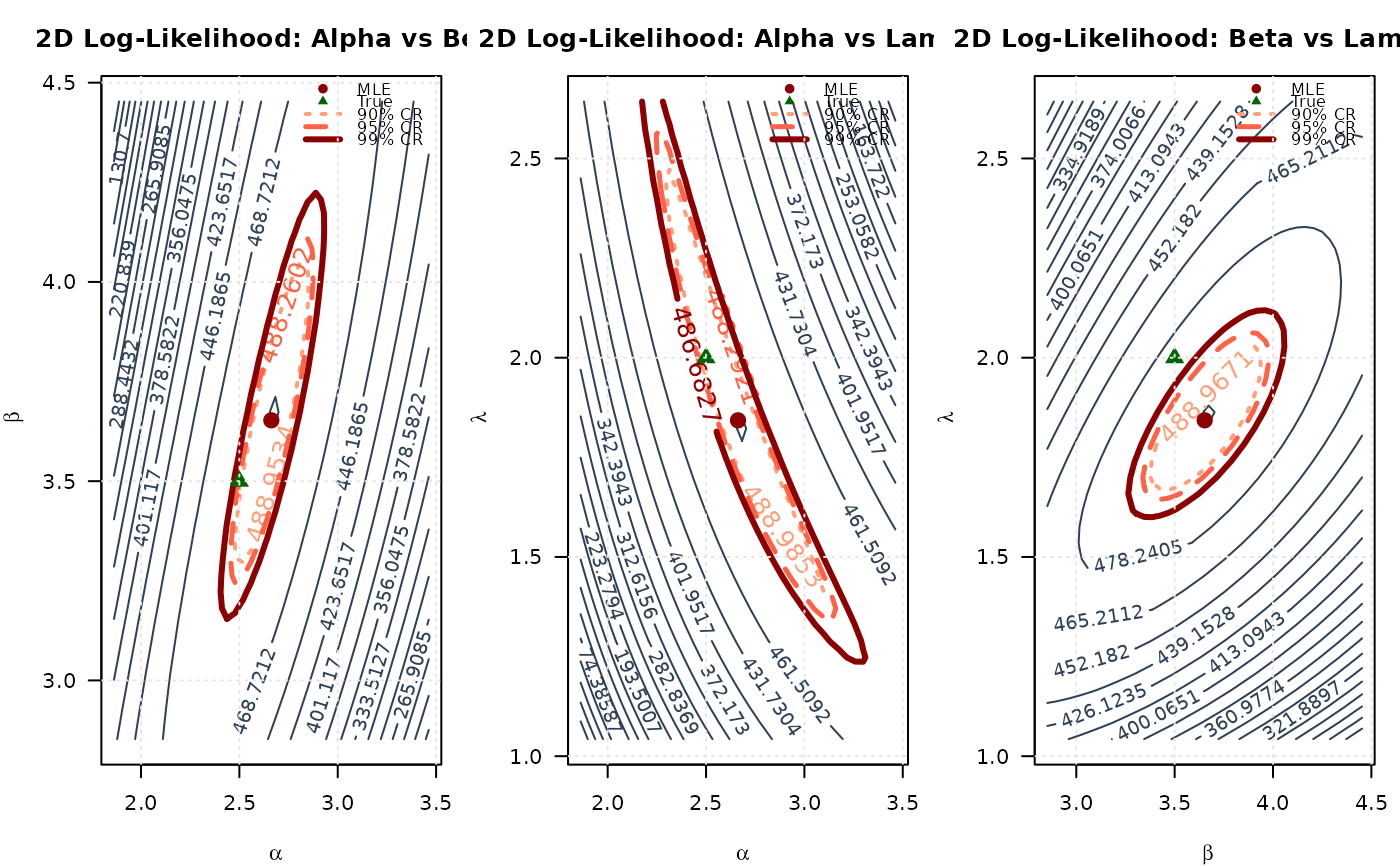 2D Log-Likelihood: Alpha vs Be
4.5
4.0
3.5
3.0
β
2.0 2.5 3.0 3.5
α
MLE
True
90% CR
95% CR
99% CR
130.7
265.9085
356.0475
423.6517
468.7212
220.839
288.4432
378.5822
446.1865
401.117
488.2602
488.9534
446.1865
378.5822
468.7212
401.117
423.6517
333.5127
356.0475
265.9085
2D Log-Likelihood: Alpha vs Lam
2.5
2.0
1.5
1.0
λ
2.0 2.5 3.0 3.5
α
MLE
True
90% CR
95% CR
99% CR
253.0582
372.173
431.7304
342.3943
401.9517
461.5092
486.6827
488.9853
342.3943
312.6156
223.2794
401.9517
74.38587
193.5007
282.8369
372.173
431.7304
461.5092
2D Log-Likelihood: Beta vs Lam
2.5
2.0
1.5
1.0
λ
3.0 3.5 4.0 4.5
β
MLE
True
90% CR
95% CR
99% CR
334.9189
374.0066
413.0943
439.1528
465.2112
400.0651
452.182
488.9671
478.2405
465.2112
452.182
439.1528
413.0943
426.1235
400.0651
360.9774
321.8897